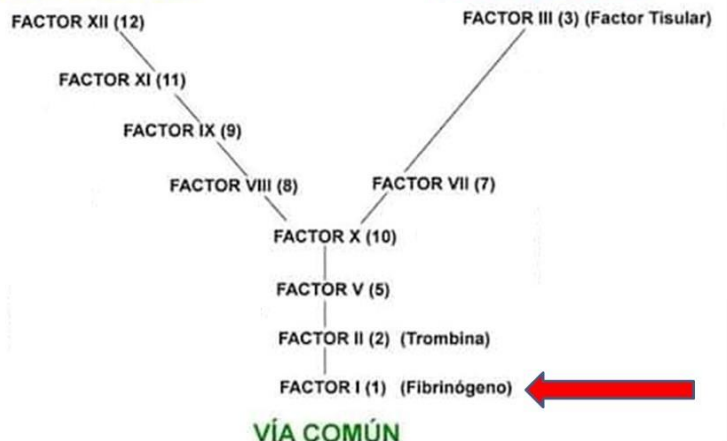 FACTOR XII (12)
FACTOR III (3) (Factor Tisular)
FACTOR XI (11)
FACTOR IX (9)
FACTOR VIII (8)
FACTOR VII (7)
FACTOR X (10)
FACTOR V (5)
FACTOR II (2) (Trombina)
FACTOR I (1) (Fibrinógeno)
VÍA COMÚN